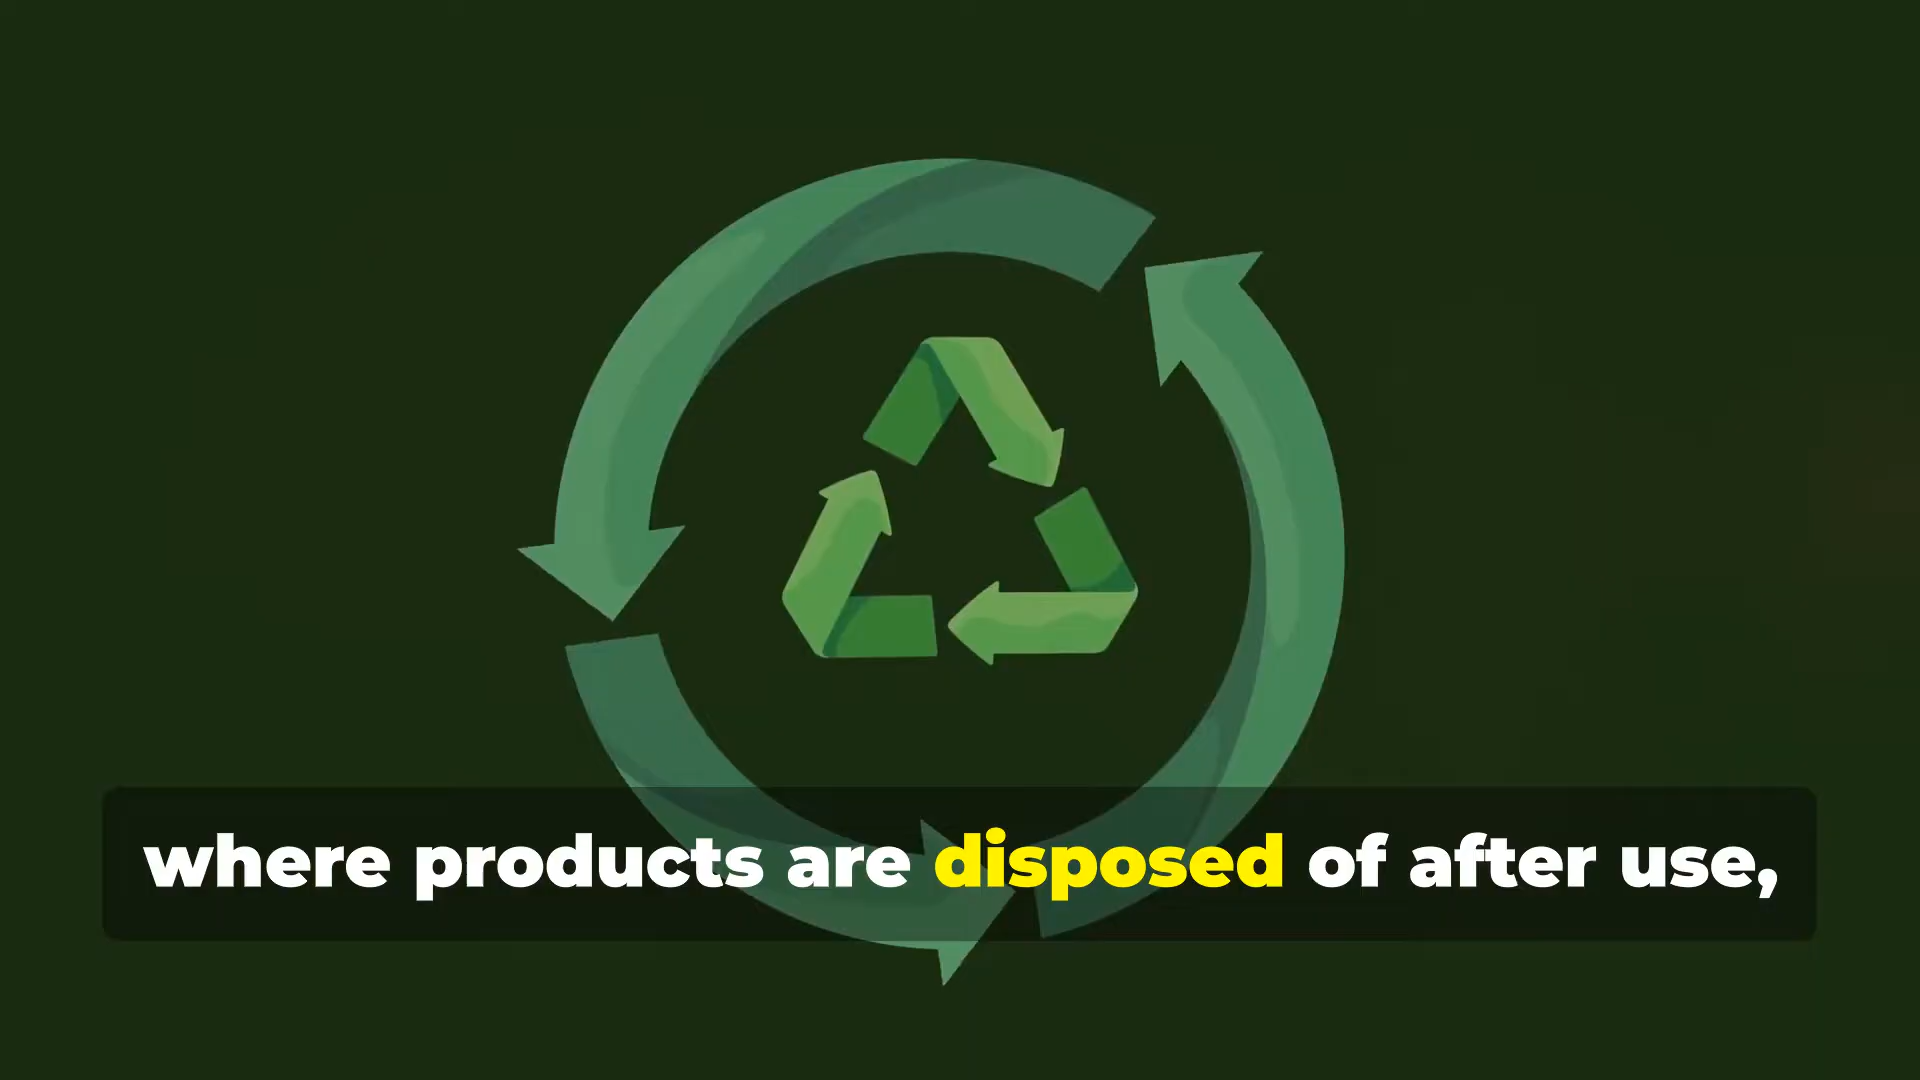 where products are disposed of after use,